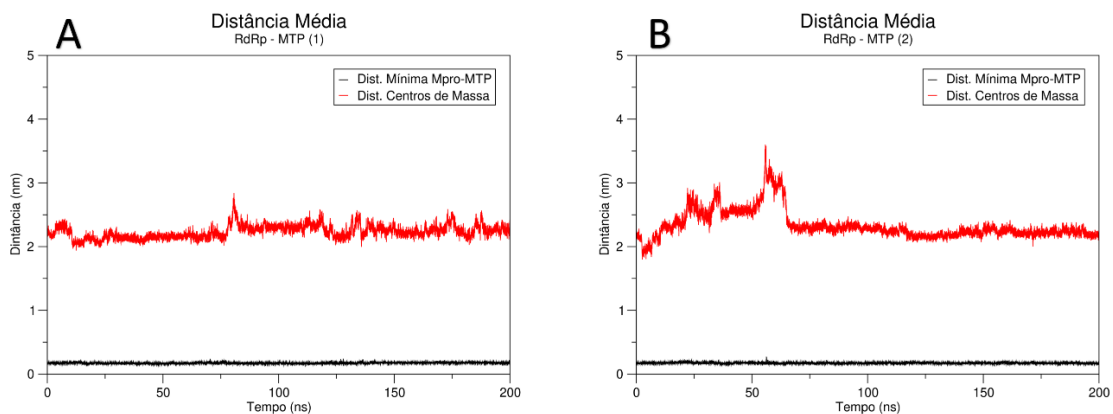 A
Distância Média
RdRp - MTP (1)
Dist. Mínima Mpro-MTP
Dist. Centros de Massa
5
4
3
2
1
0
Dintância (nm)
0
50
100
150
200
Tempo (ns)
B
Distância Média
RdRp - MTP (2)
Dist. Mínima Mpro-MTP
Dist. Centros de Massa
5
4
3
2
1
0
Dintância (nm)
0
50
100
150
200
Tempo (ns)